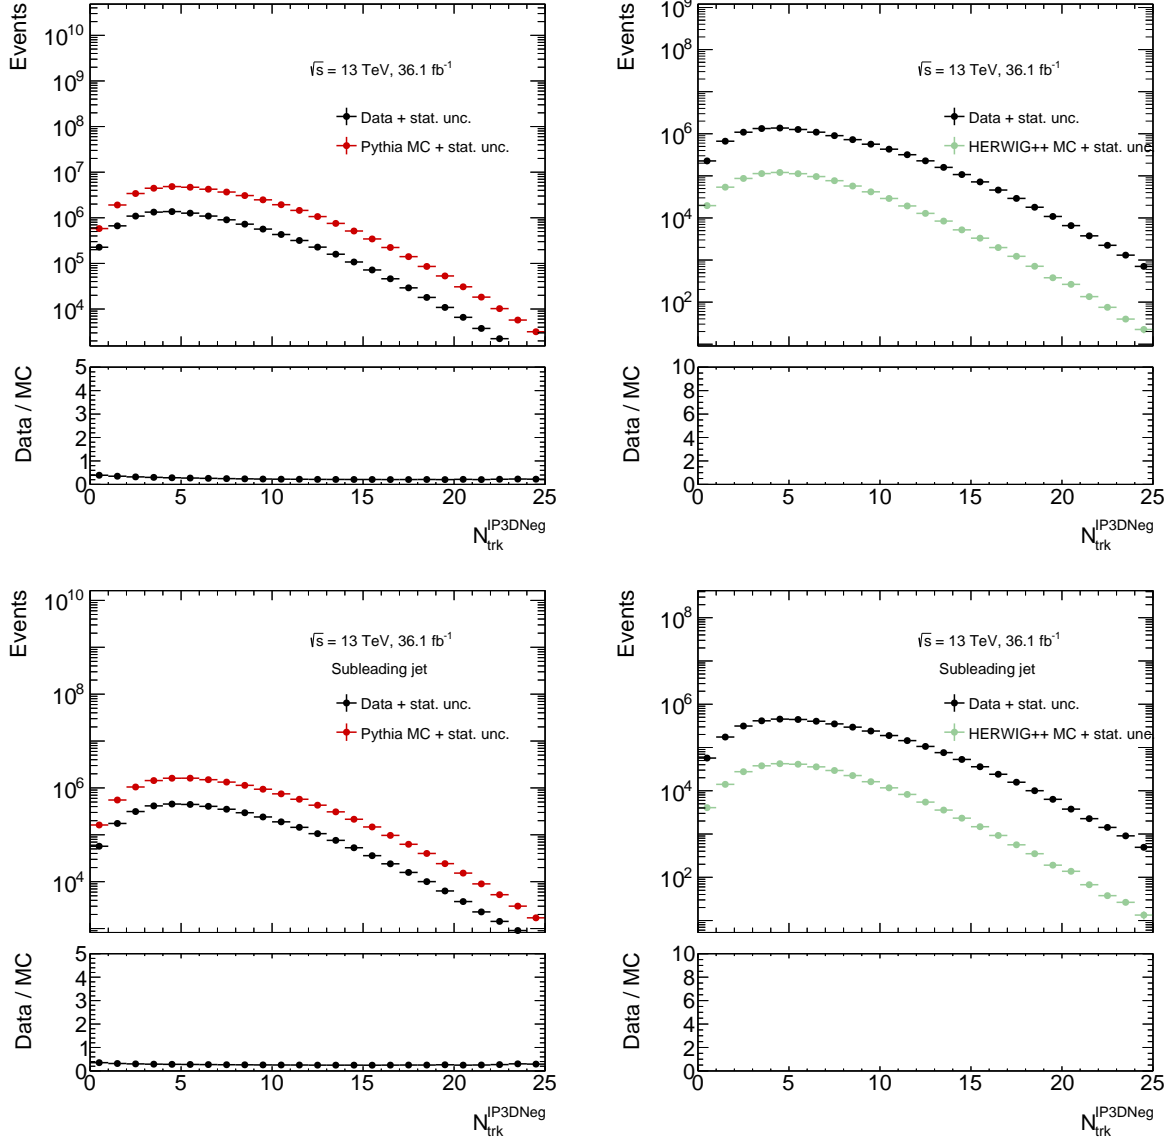 Events
10^10
10^9
10^8
10^7
10^6
10^5
10^4
√s = 13 TeV, 36.1 fb^-1
Data + stat. unc.
Pythia MC + stat. unc.
Data / MC
5
4
3
2
1
0
0 5 10 15 20 25
N_trk^IP3DNeg
Events
10^9
10^8
10^6
10^4
10^2
√s = 13 TeV, 36.1 fb^-1
Data + stat. unc.
HERWIG++ MC + stat. unc
Data / MC
10
8
6
4
2
0
0 5 10 15 20 25
N_trk^IP3DNeg
Events
10^10
10^8
10^6
10^4
√s = 13 TeV, 36.1 fb^-1
Subleading jet
Data + stat. unc.
Pythia MC + stat. unc.
Data / MC
5
4
3
2
1
0
0 5 10 15 20 25
N_trk^IP3DNeg
Events
10^8
10^6
10^4
10^2
√s = 13 TeV, 36.1 fb^-1
Subleading jet
Data + stat. unc.
HERWIG++ MC + stat. unc
Data / MC
10
8
6
4
2
0
0 5 10 15 20 25
N_trk^IP3DNeg